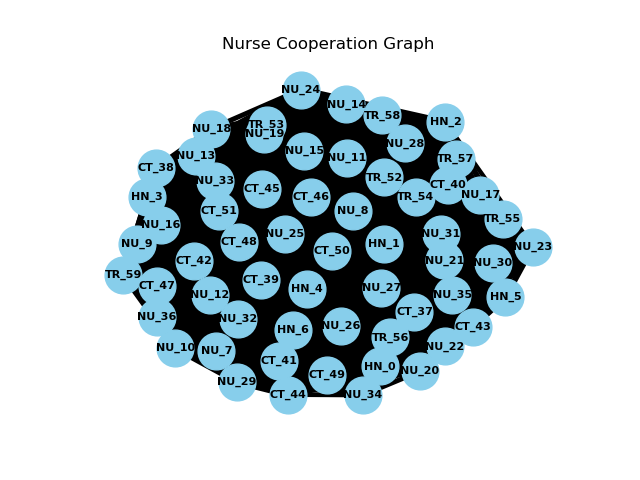 Nurse Cooperation Graph
NU_24
NU_14
TR_58
HN_2
TR_53
NU_18
NU_19
NU_28
NU_15
NU_13
NU_11
TR_57
CT_38
TR_52
NU_33
CT_40
CT_45
NU_17
HN_3
CT_46
TR_54
CT_51
NU_8
TR_55
NU_16
NU_25
NU_31
CT_48
NU_9
HN_1
NU_23
CT_50
CT_42
NU_21
NU_30
TR_59
CT_39
CT_47
NU_27
HN_4
NU_12
NU_35
HN_5
CT_37
NU_36
NU_32
NU_26
CT_43
HN_6
TR_56
NU_22
NU_10
NU_7
CT_41
HN_0
NU_20
CT_49
NU_29
CT_44
NU_34